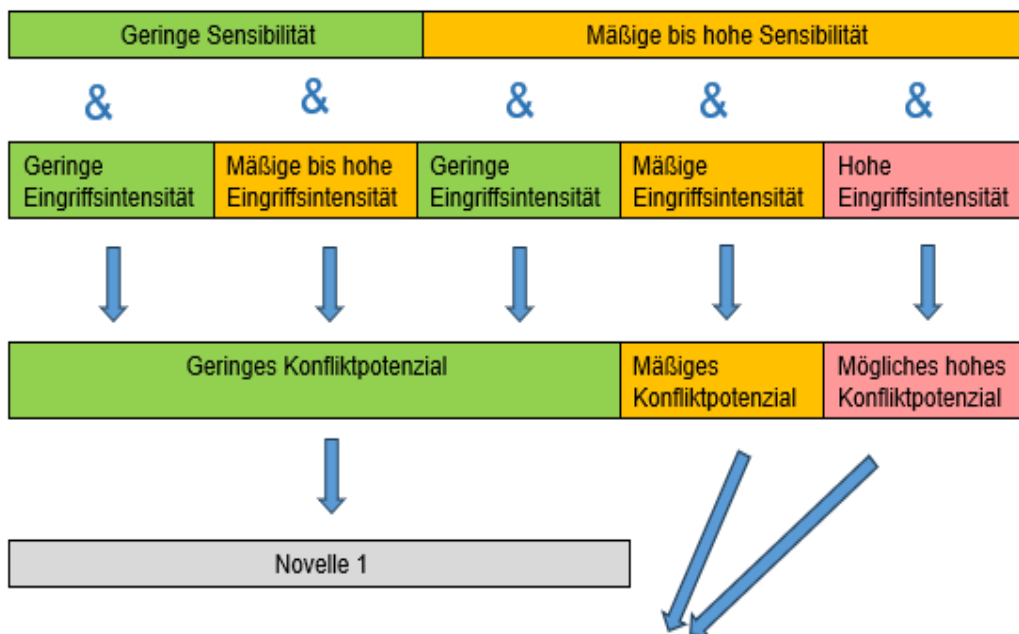 Geringe Sensibilität
Mäßige bis hohe Sensibilität
& & & & &
Geringe
Eingriffsintensität
Mäßige bis hohe
Eingriffsintensität
Geringe
Eingriffsintensität
Mäßige
Eingriffsintensität
Hohe
Eingriffsintensität
Geringes Konfliktpotenzial
Mäßiges
Konfliktpotenzial
Mögliches hohes
Konfliktpotenzial
Novelle 1